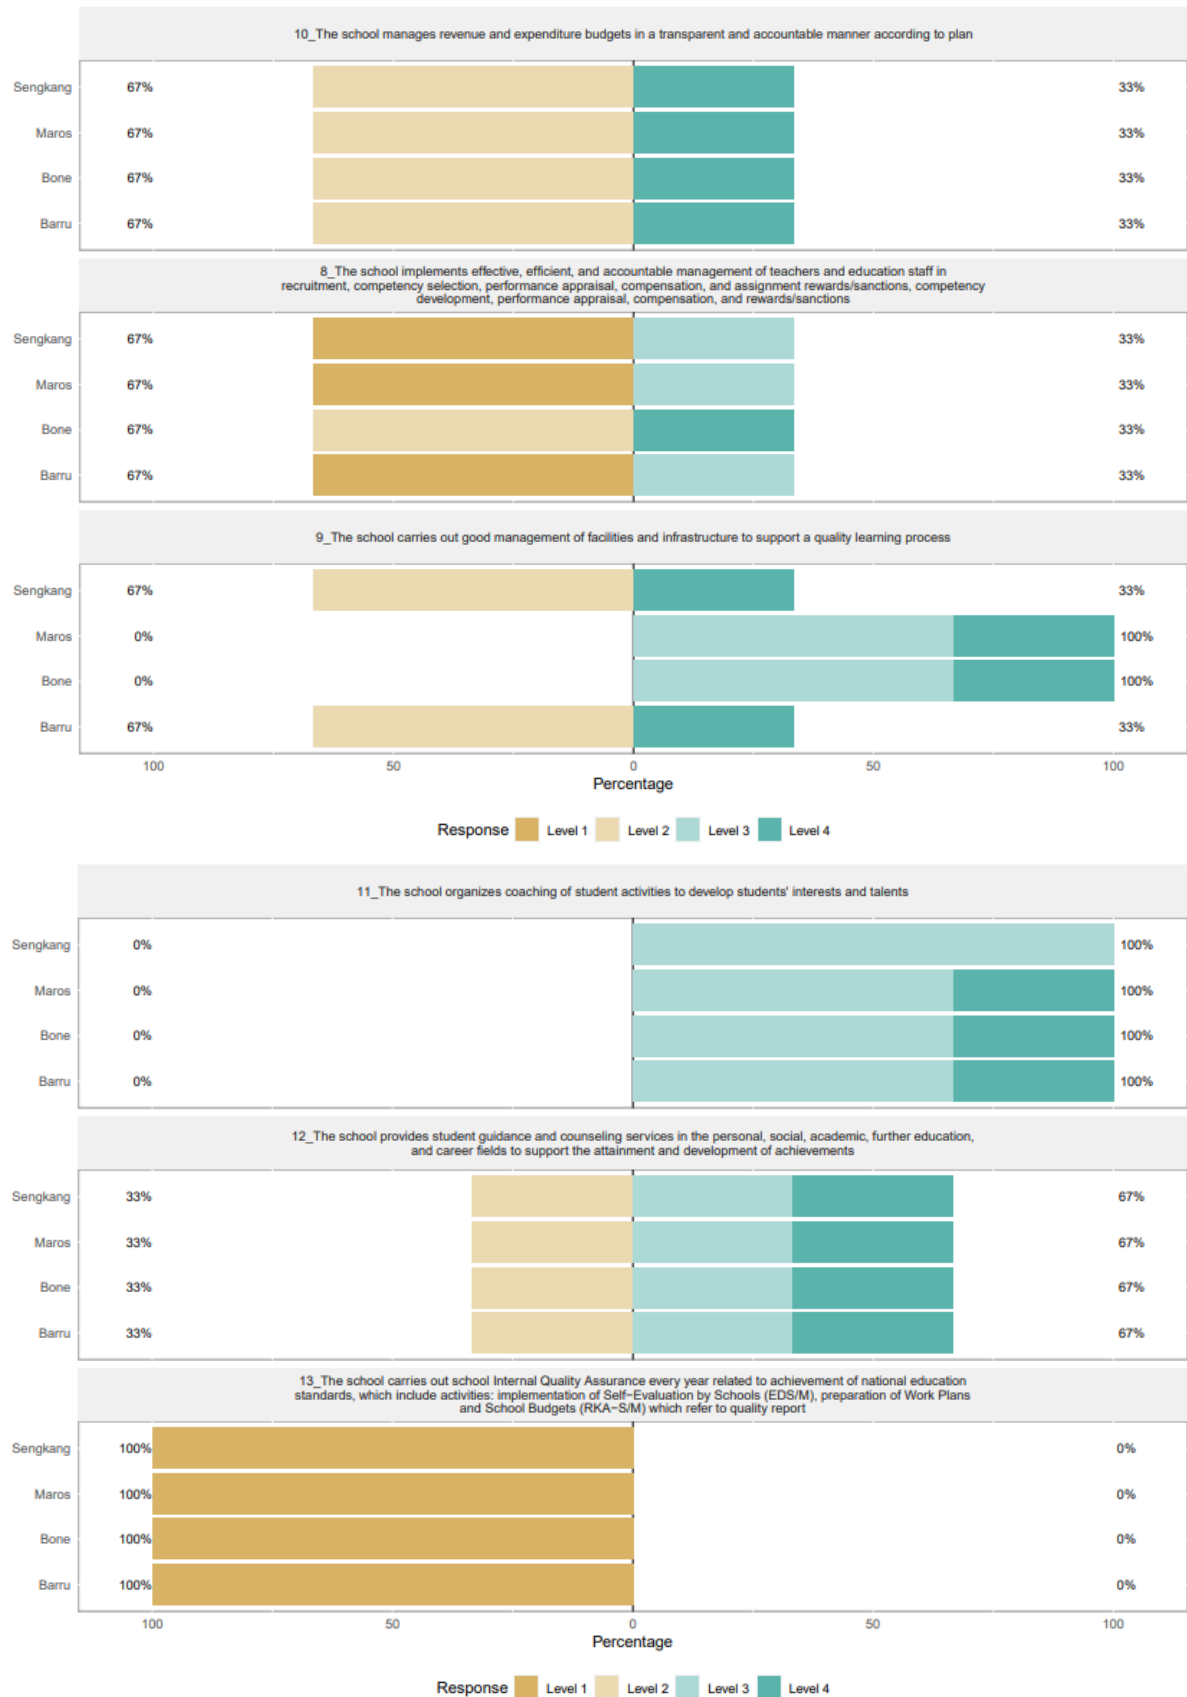 10_The school manages revenue and expenditure budgets in a transparent and accountable manner according to plan
Sengkang 67% 33%
Maros 67% 33%
Bone 67% 33%
Barru 67% 33%
8_The school implements effective, efficient, and accountable management of teachers and education staff in
recruitment, competency selection, performance appraisal, compensation, and assignment rewards/sanctions, competency
development, performance appraisal, compensation, and rewards/sanctions
Sengkang 67% 33%
Maros 67% 33%
Bone 67% 33%
Barru 67% 33%
9_The school carries out good management of facilities and infrastructure to support a quality learning process
Sengkang 67% 33%
Maros 0% 100%
Bone 0% 100%
Barru 67% 33%
100 50 0 50 100
Percentage
Response Level 1 Level 2 Level 3 Level 4
11_The school organizes coaching of student activities to develop students' interests and talents
Sengkang 0% 100%
Maros 0% 100%
Bone 0% 100%
Barru 0% 100%
12_The school provides student guidance and counseling services in the personal, social, academic, further education,
and career fields to support the attainment and development of achievements
Sengkang 33% 67%
Maros 33% 67%
Bone 33% 67%
Barru 33% 67%
13_The school carries out school Internal Quality Assurance every year related to achievement of national education
standards, which include activities: implementation of Self−Evaluation by Schools (EDS/M), preparation of Work Plans
and School Budgets (RKA−S/M) which refer to quality report
Sengkang 100% 0%
Maros 100% 0%
Bone 100% 0%
Barru 100% 0%
100 50 0 50 100
Percentage
Response Level 1 Level 2 Level 3 Level 4